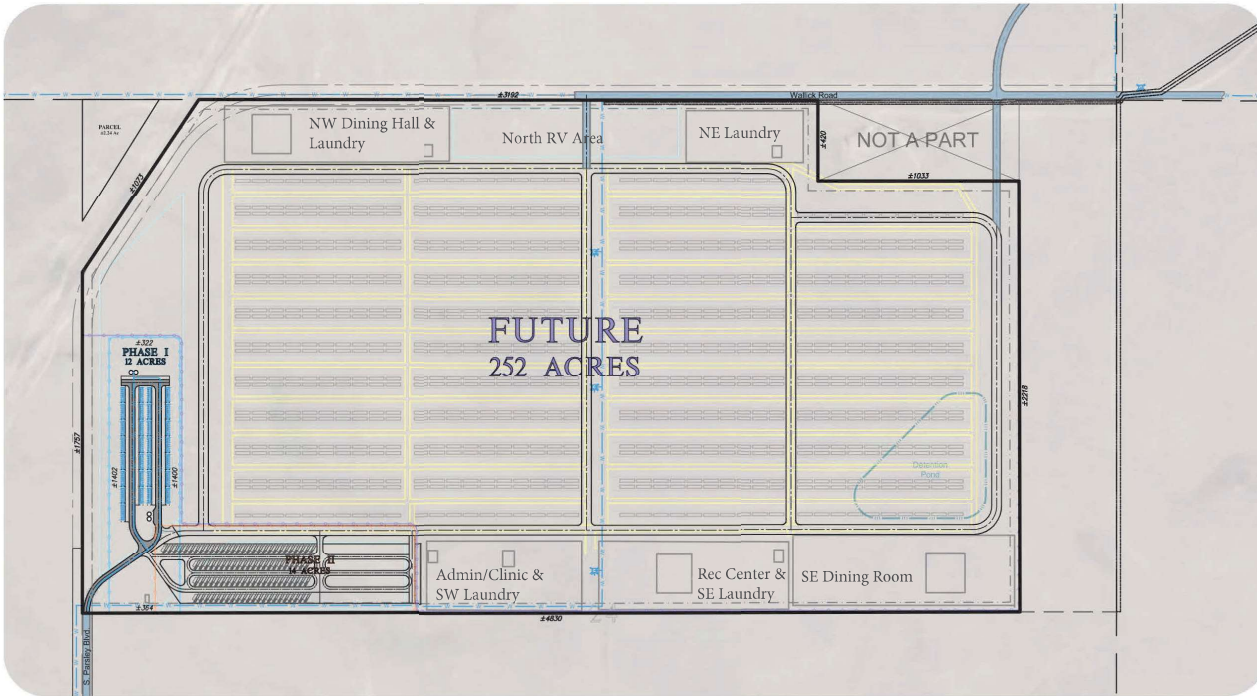 ±3192
Wallick Road
PARCEL
NW Dining Hall &
Laundry
North RV Area
NE Laundry
±420
NOT A PART
±1033
±1073
FUTURE
252 ACRES
±322
PHASE I
12 ACRES
±2218
±1757
±1402
±1400
Detention
Pond
PHASE II
14 ACRES
Admin/Clinic &
SW Laundry
Rec Center &
SE Laundry
SE Dining Room
±364
±4830
S. Parsley Blvd.